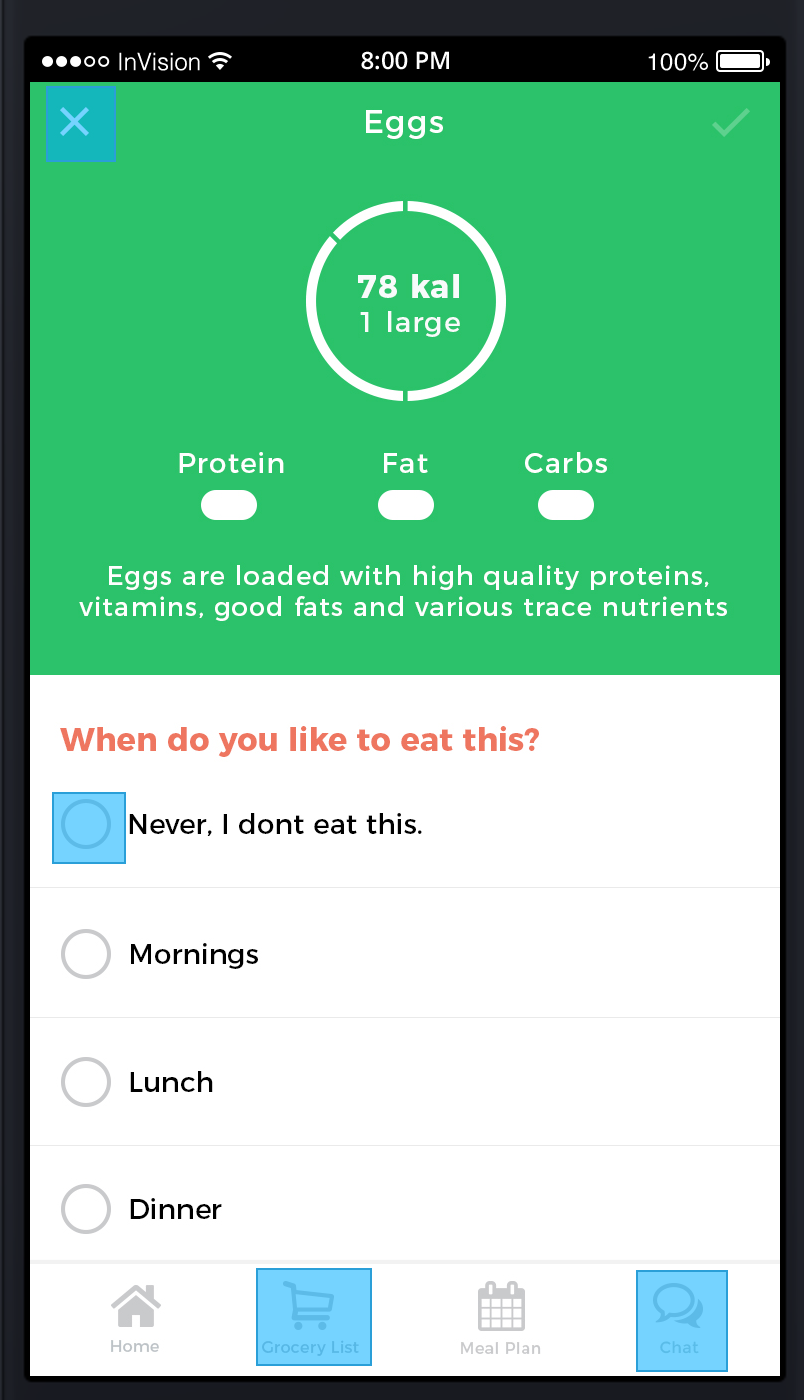 InVision 8:00 PM 100%
Eggs
78 kal
1 large
Protein Fat Carbs
Eggs are loaded with high quality proteins,
vitamins, good fats and various trace nutrients
When do you like to eat this?
Never, I dont eat this.
Mornings
Lunch
Dinner
Home Grocery List Meal Plan Chat